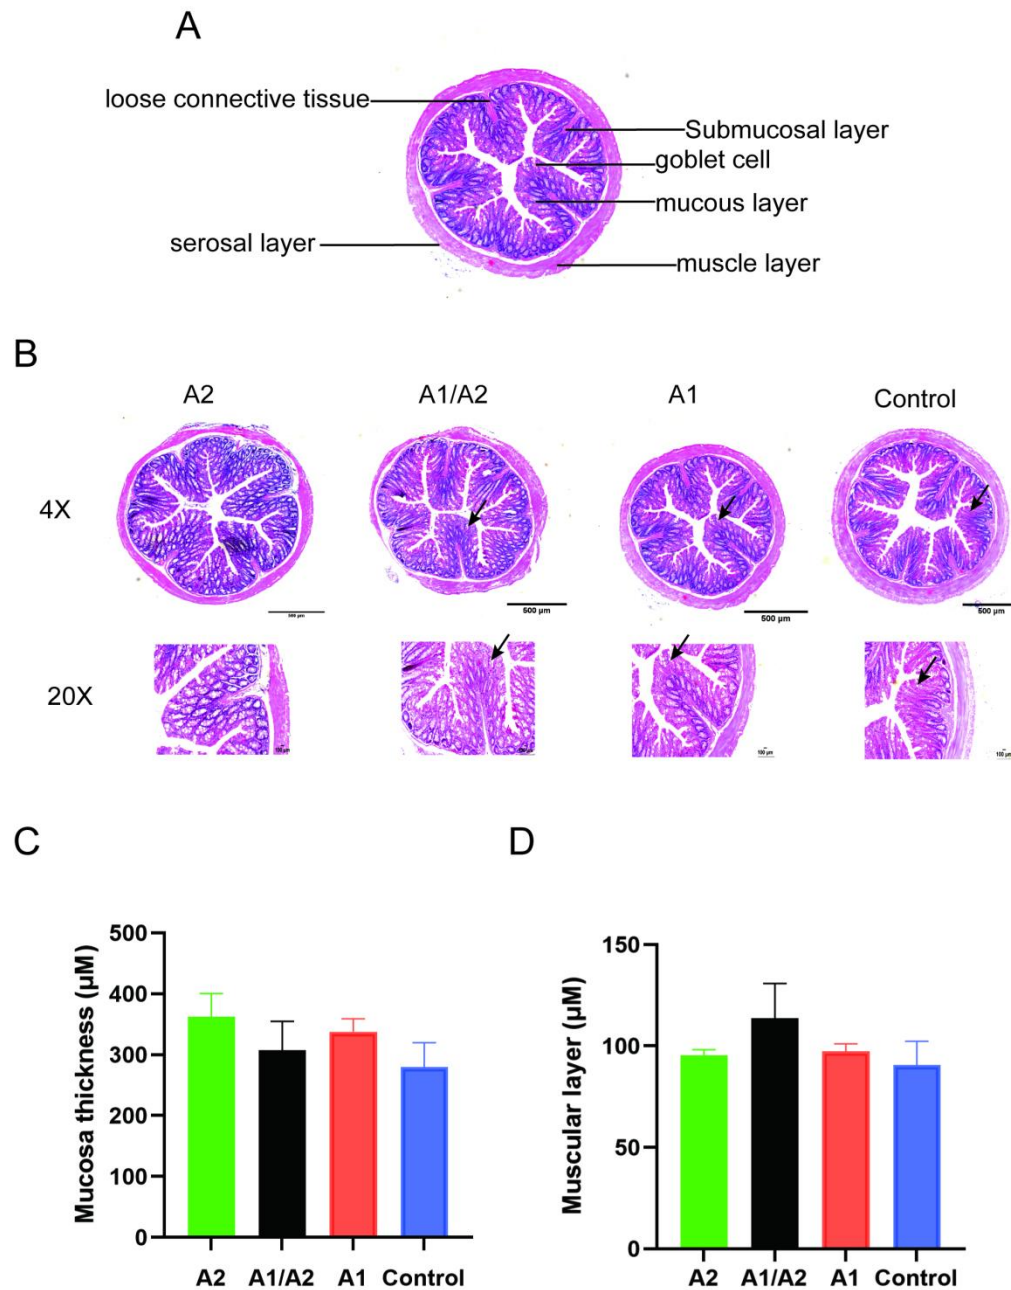 A
loose connective tissue
Submucosal layer
goblet cell
mucous layer
serosal layer
muscle layer
B
A2
A1/A2
A1
Control
4X
500 µm
500 µm
500 µm
500 µm
20X
100 µm
100 µm
C
D
Mucosa thickness (µM)
500
400
300
200
100
0
A2
A1/A2
A1
Control
Muscular layer (µM)
150
100
50
0
A2
A1/A2
A1
Control